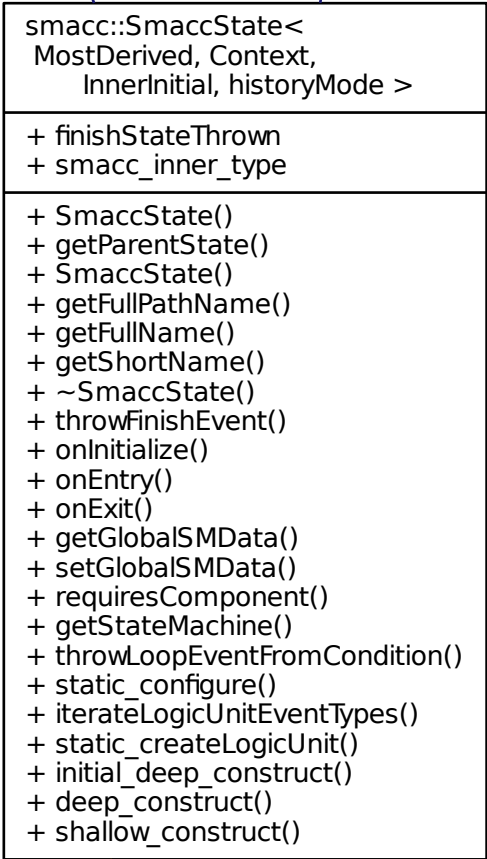 smacc::SmaccState<
MostDerived, Context,
InnerInitial, historyMode >
+ finishStateThrown
+ smacc_inner_type
+ SmaccState()
+ getParentState()
+ SmaccState()
+ getFullPathName()
+ getFullName()
+ getShortName()
+ ~SmaccState()
+ throwFinishEvent()
+ onInitialize()
+ onEntry()
+ onExit()
+ getGlobalSMData()
+ setGlobalSMData()
+ requiresComponent()
+ getStateMachine()
+ throwLoopEventFromCondition()
+ static_configure()
+ iterateLogicUnitEventTypes()
+ static_createLogicUnit()
+ initial_deep_construct()
+ deep_construct()
+ shallow_construct()